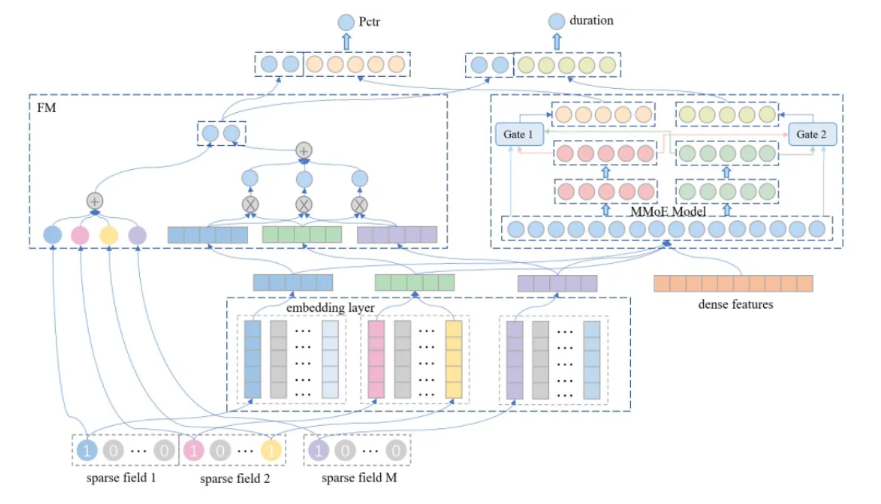 Pctr
duration
FM
Gate 1
Gate 2
MMoE Model
embedding layer
dense features
1 0 ... 0 1 0 ... 1 1 0 ... 0
sparse field 1
sparse field 2
sparse field M